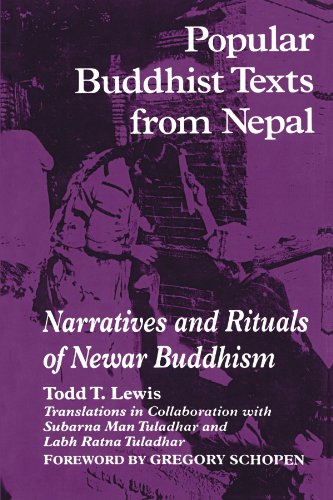 Popular
Buddhist Texts
from Nepal
Narratives and Rituals
of Newar Buddhism
Todd T. Lewis
Translations in Collaboration with
Subarna Man Tuladhar and
Labh Ratna Tuladhar
FOREWORD BY GREGORY SCHOPEN